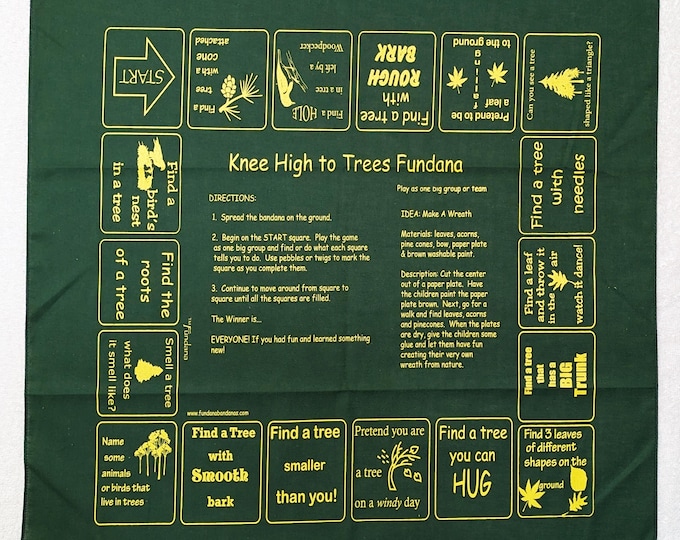 START
Find a
tree
with a
cone
attached
Find a HOLE
in a tree
left by a
Woodpecker
Find a tree
with
ROUGH
BARK
Pretend to be
a leaf
falling
to the ground
Can you see a tree
shaped like a triangle?
Find a tree
with
needles
Find a leaf
and throw it
in the air
watch it dance!
Find a tree
that
has a
BIG
Trunk
Find 3 leaves
of different
shapes on the
ground
Find a tree
you can
HUG
Pretend you are
a tree
on a windy day
Find a tree
smaller
than you!
Find a Tree
with
Smooth
bark
Name
some
animals
or birds that
live in trees
Smell a tree
what does
it smell like?
Find the
roots
of a tree
Find a
bird's
nest
in a tree
Knee High to Trees Fundana
DIRECTIONS:
1. Spread the bandana on the ground.
2. Begin on the START square. Play the game
as one big group and find or do what each square
tells you to do. Use pebbles or twigs to mark the
square as you complete them.
3. Continue to move around from square to
square until all the squares are filled.
The Winner is...
EVERYONE! If you had fun and learned something
new!
www.fundanabandanas.com
Play as one big group or team
IDEA: Make A Wreath
Materials: leaves, acorns,
pine cones, bow, paper plate
& brown washable paint.
Description: Cut the center
out of a paper plate. Have
the children paint the paper
plate brown. Next, go for a
walk and find leaves, acorns
and pinecones. When the plates
are dry, give the children some
glue and let them have fun
creating their very own
wreath from nature.